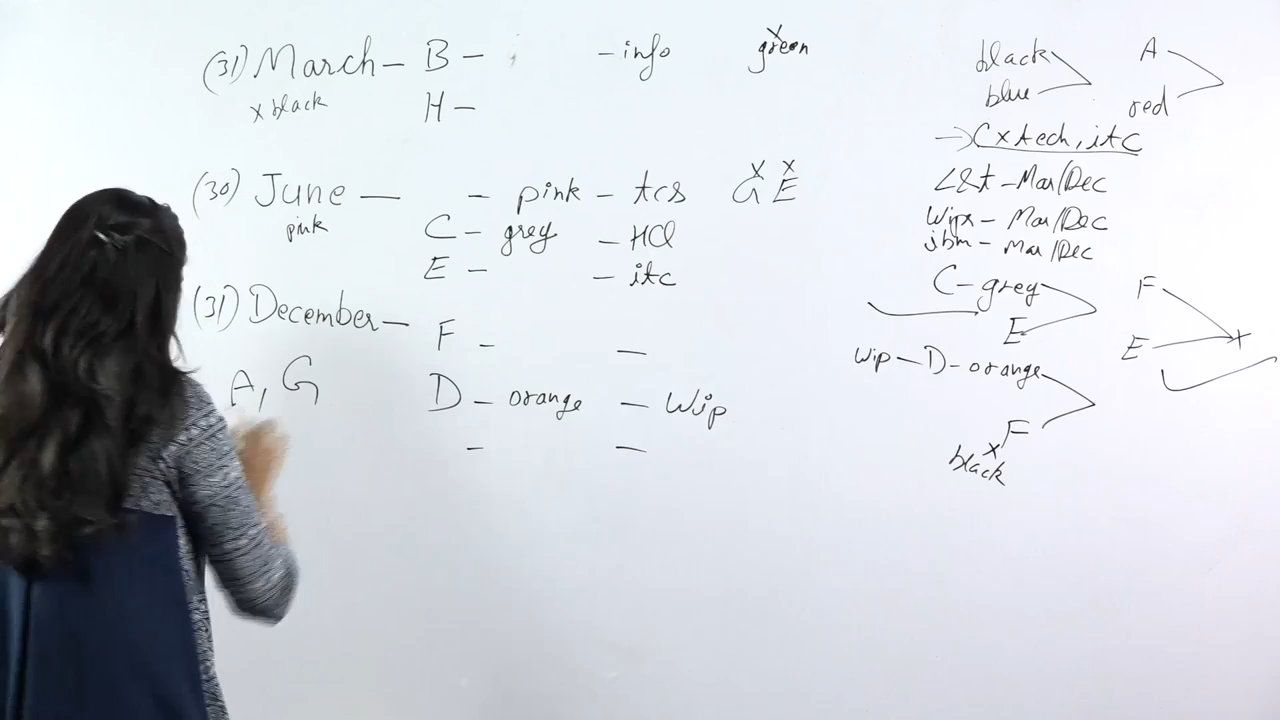 (31) March - B - - info green x
x black H -
(30) June - - pink - tcs G x E x
pink C - grey - HCl
E - - itc
(31) December -
F - -
A, G D - orange - Wip
- -
black A
blue red
→ C x tech, itc
L&t - Mar/Dec
Wipx - Mar/Dec
ibm - Mar/Dec
C - grey F
E E x
Wip - D - orange
F
x
black